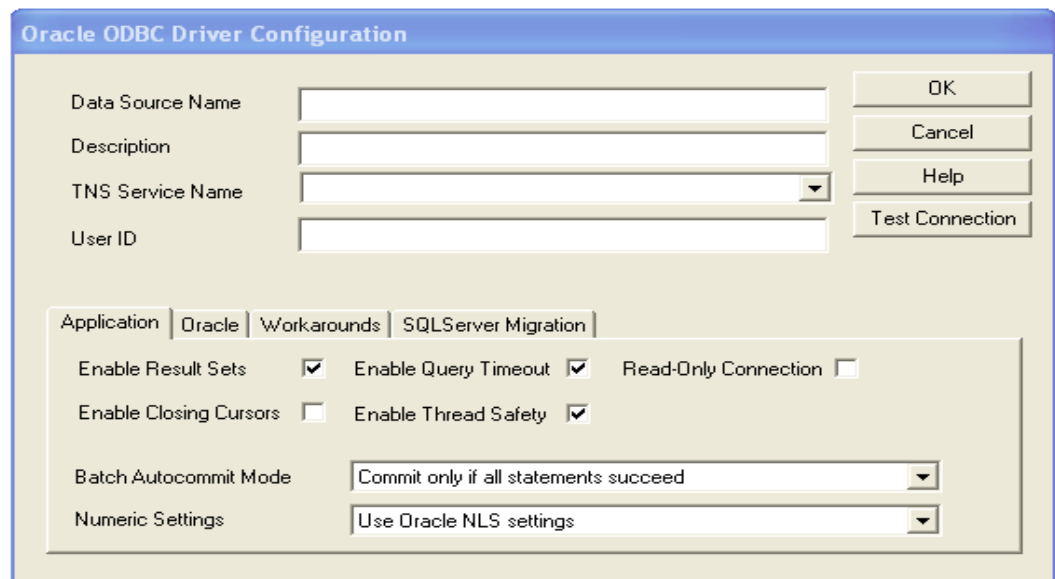 Oracle ODBC Driver Configuration
Data Source Name
OK
Description
Cancel
TNS Service Name
Help
User ID
Test Connection
Application Oracle Workarounds SQLServer Migration
Enable Result Sets Enable Query Timeout Read-Only Connection
Enable Closing Cursors Enable Thread Safety
Batch Autocommit Mode Commit only if all statements succeed
Numeric Settings Use Oracle NLS settings